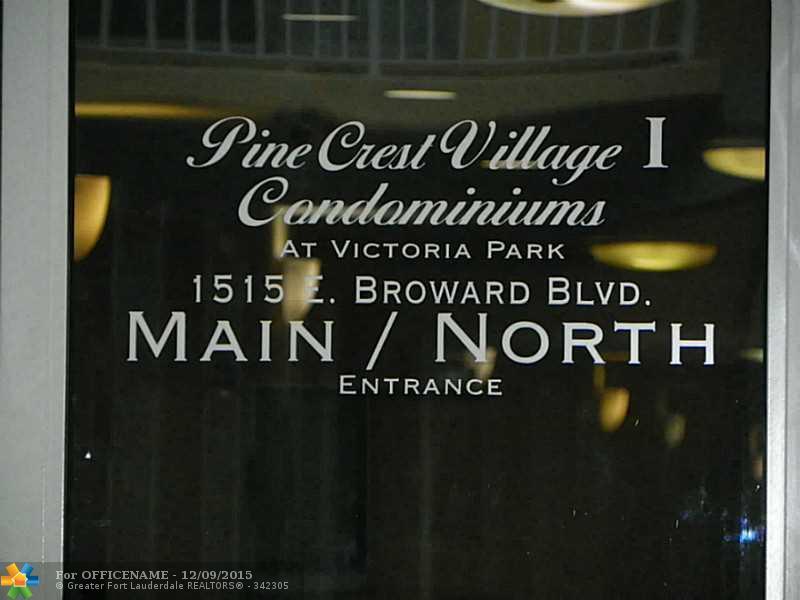 Pine Crest Village I
Condominiums
AT VICTORIA PARK
1515 E. BROWARD BLVD.
MAIN / NORTH
ENTRANCE
For OFFICENAME - 12/09/2015
© Greater Fort Lauderdale REALTORS® - 342305